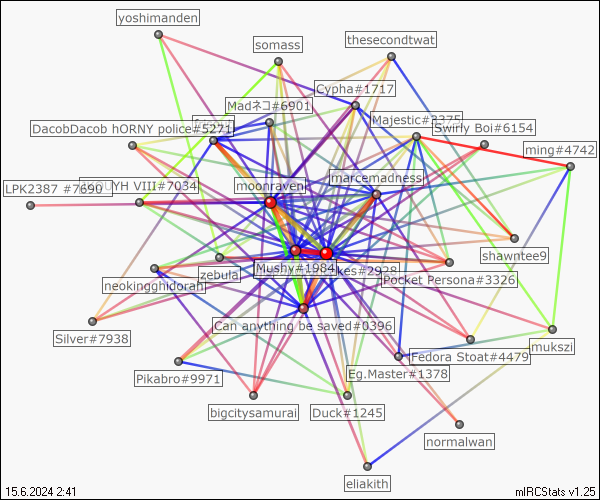 yoshimanden
somass
thesecondtwat
Cypha#1717
Madネコ#6901
Majestic#3375
Swirly Boi#6154
DacobDacob hORNY police#5271
ming#4742
marcemadness
moonraven
LPK2387 #7690
YH VIII#7034
shawntee9
zebula
Mushy#1984
kes#2928
Pocket Persona#3326
neokingghidorah
Can anything be saved#0396
Silver#7938
mukszi
Fedora Stoat#4479
Eg.Master#1378
Pikabro#9971
bigcitysamurai
Duck#1245
normalwan
eliakith
15.6.2024 2:41
mIRCStats v1.25